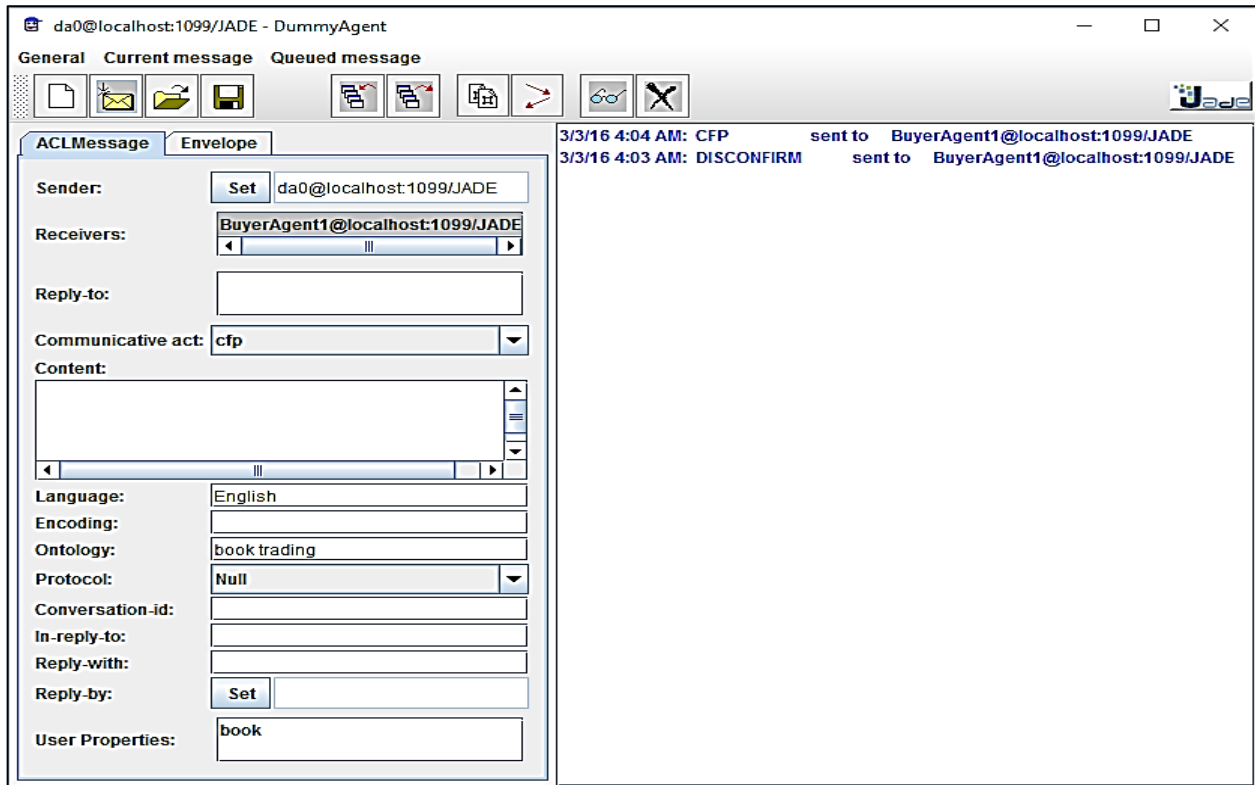 da0@localhost:1099/JADE - DummyAgent
General Current message Queued message
Jade
ACLMessage Envelope
Sender: Set da0@localhost:1099/JADE
Receivers: BuyerAgent1@localhost:1099/JADE
Reply-to:
Communicative act: cfp
Content:
Language: English
Encoding:
Ontology: book trading
Protocol: Null
Conversation-id:
In-reply-to:
Reply-with:
Reply-by: Set
User Properties: book
3/3/16 4:04 AM: CFP sent to BuyerAgent1@localhost:1099/JADE
3/3/16 4:03 AM: DISCONFIRM sent to BuyerAgent1@localhost:1099/JADE